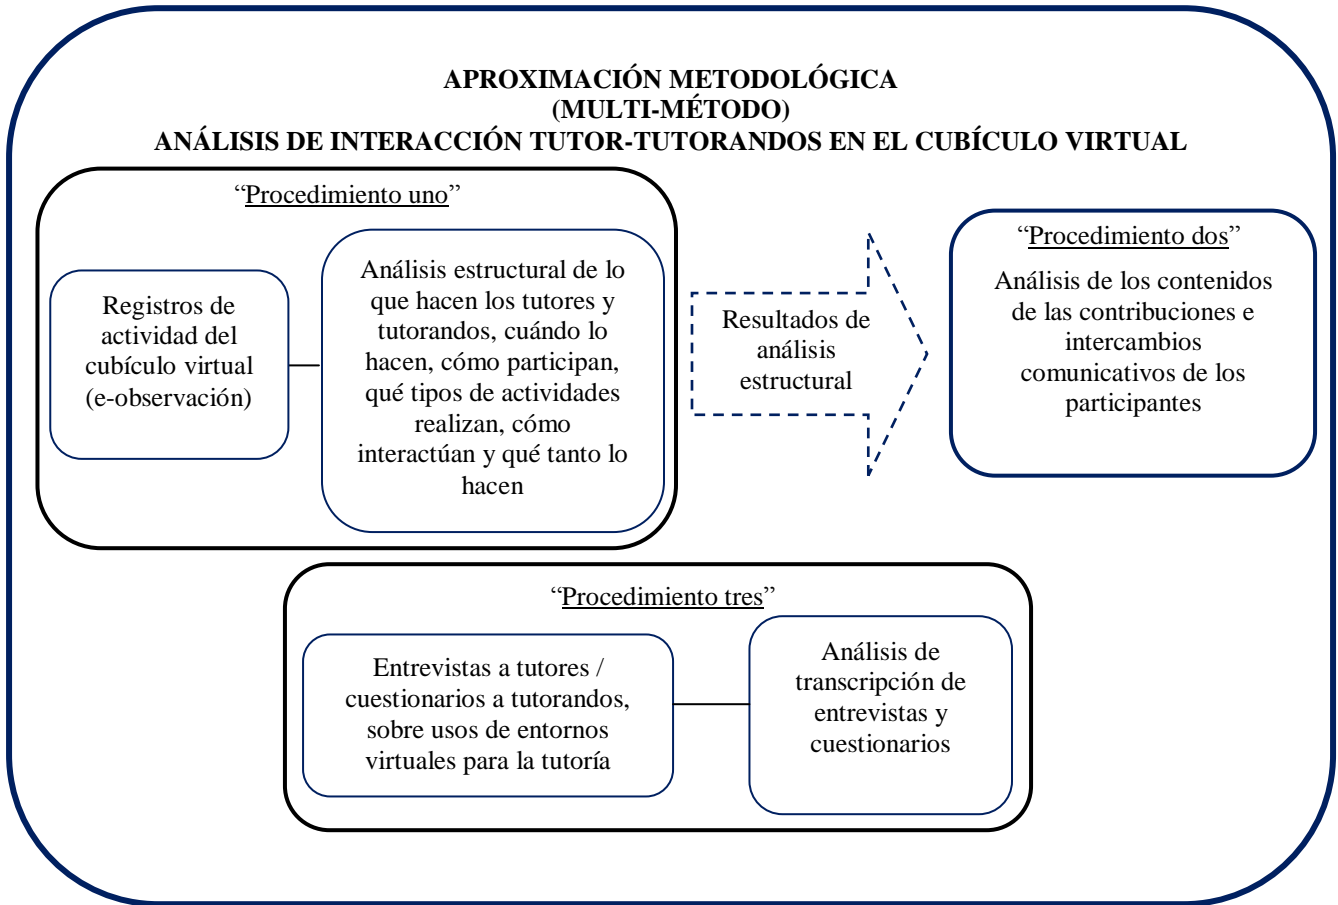 APROXIMACIÓN METODOLÓGICA
(MULTI-MÉTODO)
ANÁLISIS DE INTERACCIÓN TUTOR-TUTORANDOS EN EL CUBÍCULO VIRTUAL
“Procedimiento uno”
Registros de
actividad del
cubículo virtual
(e-observación)
Análisis estructural de lo
que hacen los tutores y
tutorandos, cuándo lo
hacen, cómo participan,
qué tipos de actividades
realizan, cómo
interactúan y qué tanto lo
hacen
Resultados de
análisis
estructural
“Procedimiento dos”
Análisis de los contenidos
de las contribuciones e
intercambios
comunicativos de los
participantes
“Procedimiento tres”
Entrevistas a tutores /
cuestionarios a tutorandos,
sobre usos de entornos
virtuales para la tutoría
Análisis de
transcripción de
entrevistas y
cuestionarios